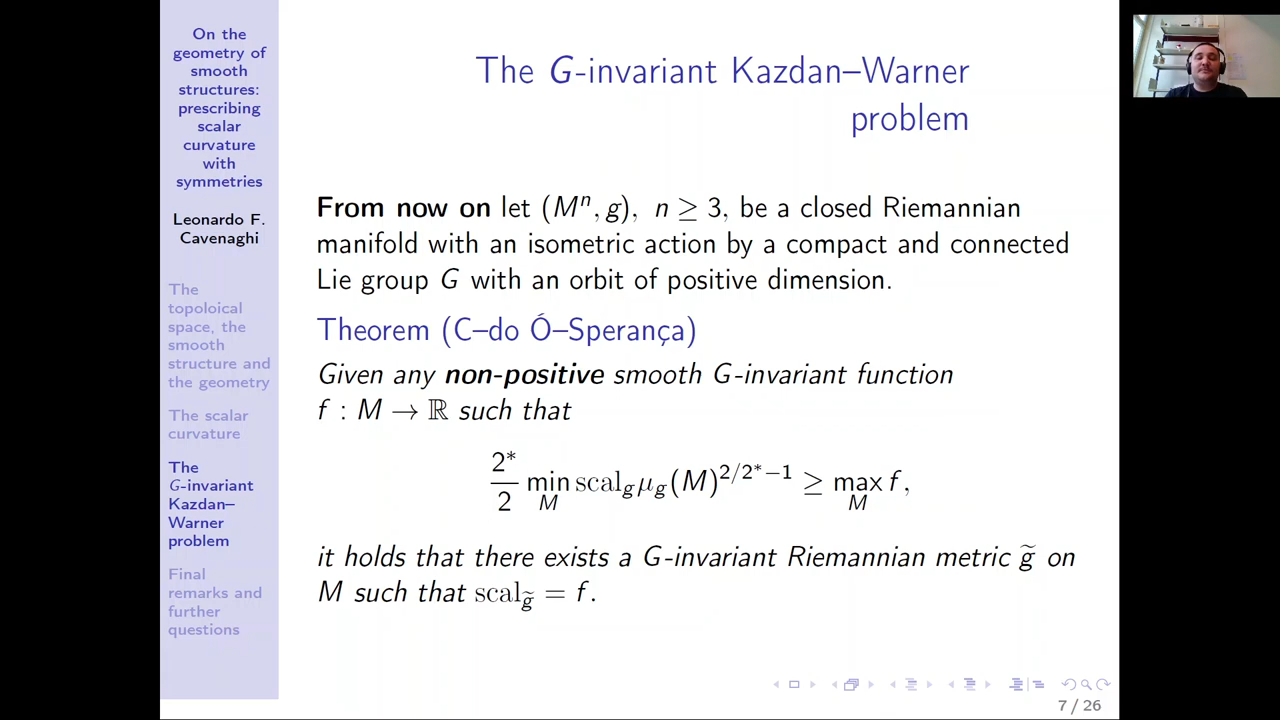 On the
geometry of
smooth
structures:
prescribing
scalar
curvature
with
symmetries
Leonardo F.
Cavenaghi
The
topoloical
space, the
smooth
structure and
the geometry
The scalar
curvature
The
G-invariant
Kazdan–
Warner
problem
Final
remarks and
further
questions
The G-invariant Kazdan–Warner
problem
From now on let (Mⁿ, g), n ≥ 3, be a closed Riemannian
manifold with an isometric action by a compact and connected
Lie group G with an orbit of positive dimension.
Theorem (C–do Ó–Sperança)
Given any non-positive smooth G-invariant function
f : M → ℝ such that
2*/2 min_M scal_g μ_g(M)^{2/2*−1} ≥ max_M f,
it holds that there exists a G-invariant Riemannian metric g̃ on
M such that scal_g̃ = f.
7 / 26